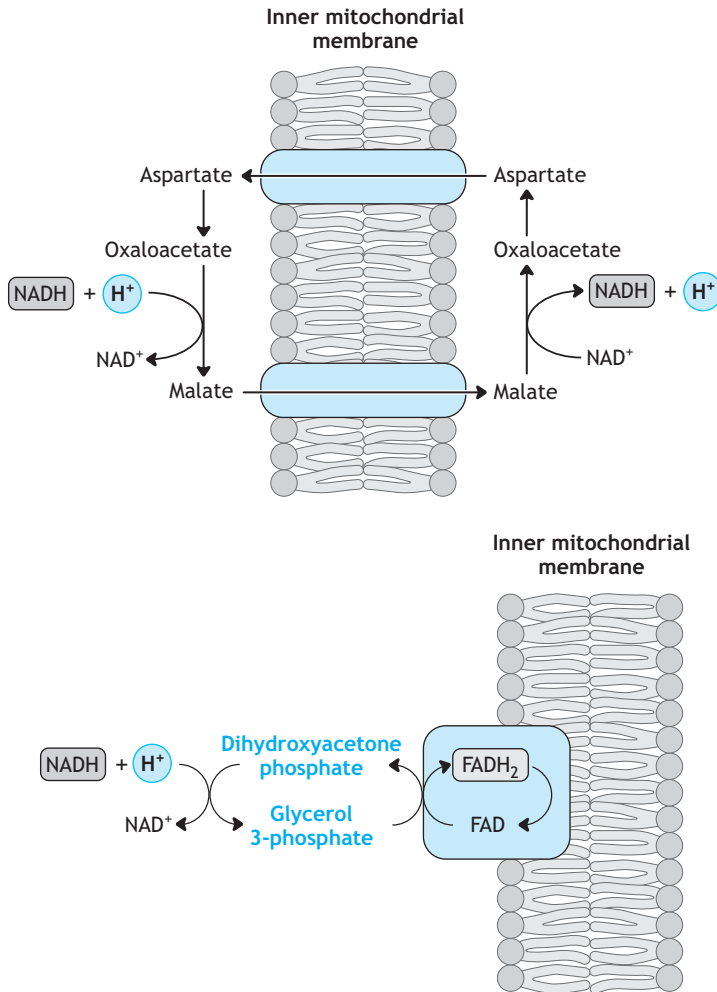 Inner mitochondrial
membrane
Aspartate
Aspartate
Oxaloacetate
Oxaloacetate
NADH + H⁺
NADH + H⁺
NAD⁺
NAD⁺
Malate
Malate
Inner mitochondrial
membrane
Dihydroxyacetone
phosphate
NADH + H⁺
FADH₂
NAD⁺
Glycerol
3-phosphate
FAD